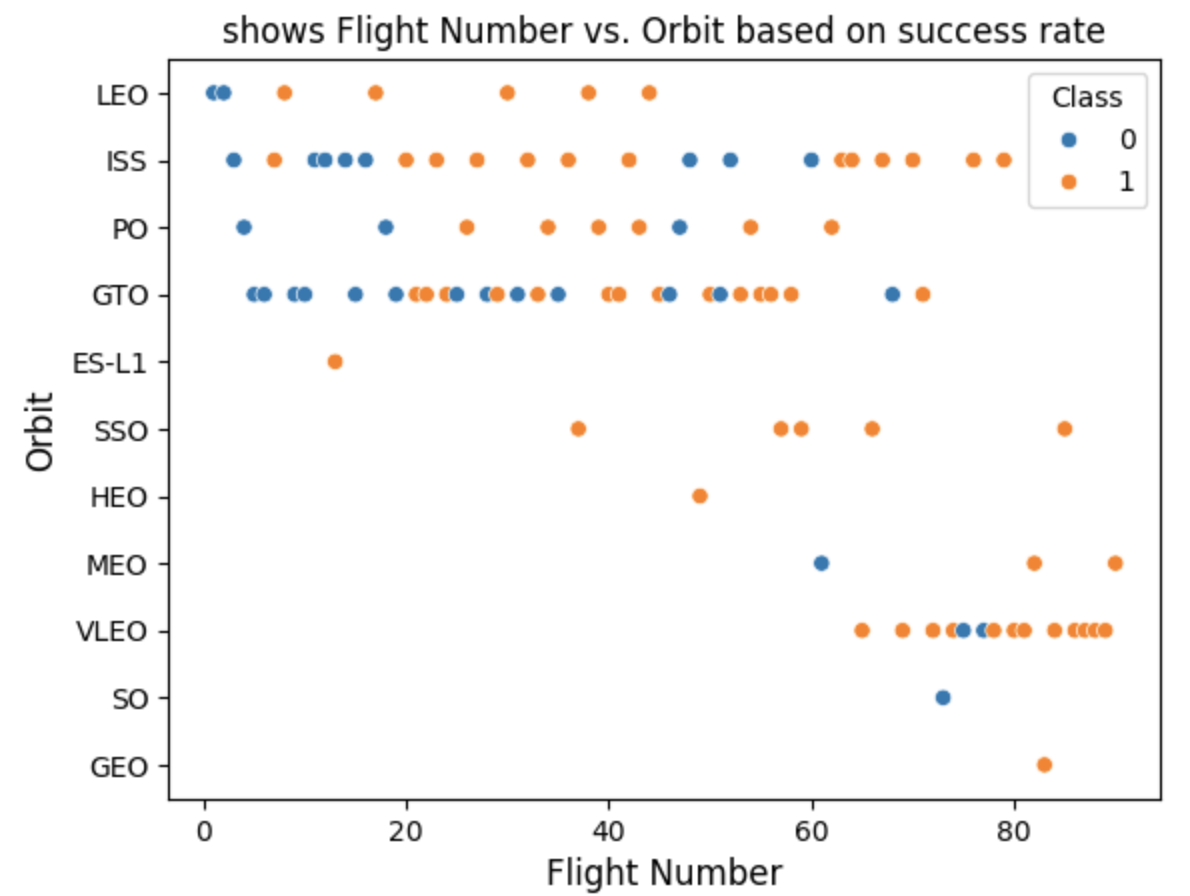 shows Flight Number vs. Orbit based on success rate
Class
0
1
LEO
ISS
PO
GTO
ES-L1
SSO
HEO
MEO
VLEO
SO
GEO
Orbit
0 20 40 60 80
Flight Number